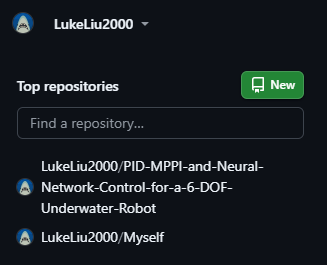 LukeLiu2000
Top repositories
New
Find a repository...
LukeLiu2000/PID-MPPI-and-Neural-
Network-Control-for-a-6-DOF-
Underwater-Robot
LukeLiu2000/Myself